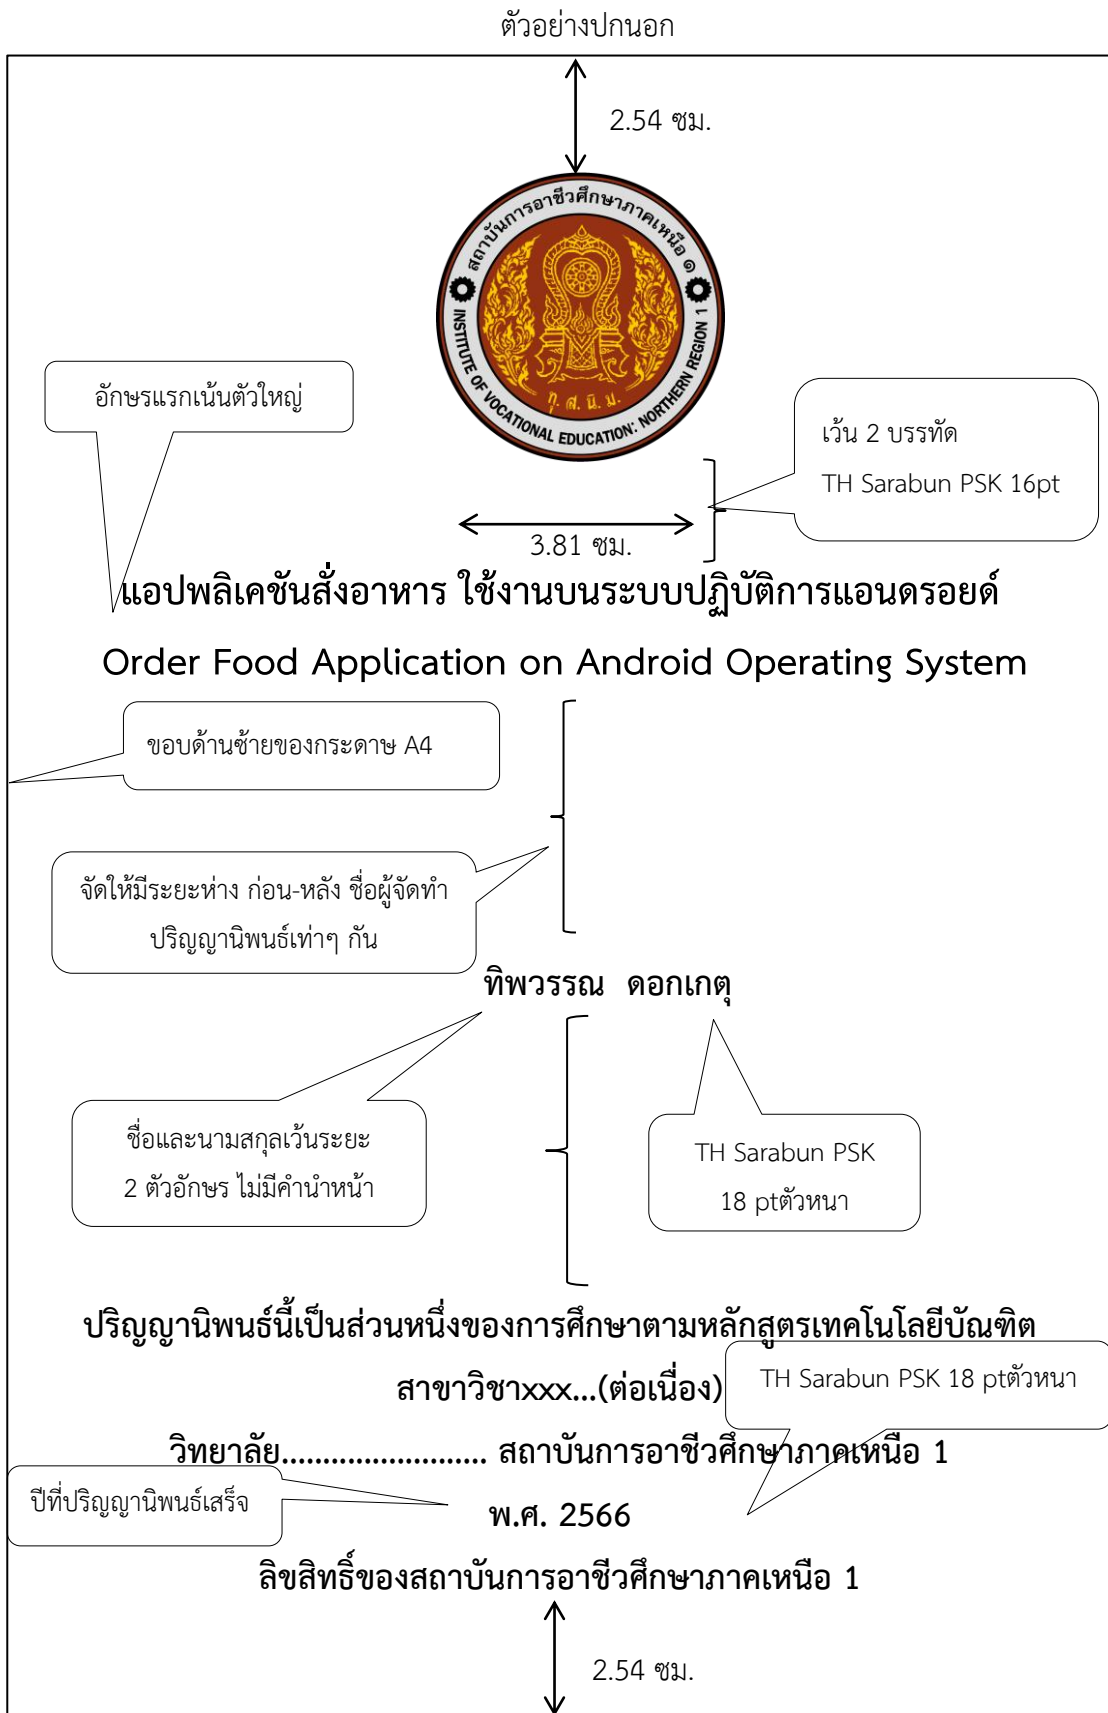 ตัวอย่างปกนอก
2.54 ซม.
สถาบันการอาชีวศึกษาภาคเหนือ ๑
INSTITUTE OF VOCATIONAL EDUCATION: NORTHERN REGION 1
ทุ. ส. นิ. ม.
อักษรแรกเน้นตัวใหญ่
เว้น 2 บรรทัด
TH Sarabun PSK 16pt
3.81 ซม.
แอปพลิเคชันสั่งอาหาร ใช้งานบนระบบปฏิบัติการแอนดรอยด์
Order Food Application on Android Operating System
ขอบด้านซ้ายของกระดาษ A4
จัดให้มีระยะห่าง ก่อน-หลัง ชื่อผู้จัดทำ
ปริญญานิพนธ์เท่าๆ กัน
ทิพวรรณ  ดอกเกตุ
ชื่อและนามสกุลเว้นระยะ
2 ตัวอักษร ไม่มีคำนำหน้า
TH Sarabun PSK
18 ptตัวหนา
ปริญญานิพนธ์นี้เป็นส่วนหนึ่งของการศึกษาตามหลักสูตรเทคโนโลยีบัณฑิต
สาขาวิชาxxx...(ต่อเนื่อง)
TH Sarabun PSK 18 ptตัวหนา
วิทยาลัย......................... สถาบันการอาชีวศึกษาภาคเหนือ 1
ปีที่ปริญญานิพนธ์เสร็จ
พ.ศ. 2566
ลิขสิทธิ์ของสถาบันการอาชีวศึกษาภาคเหนือ 1
2.54 ซม.